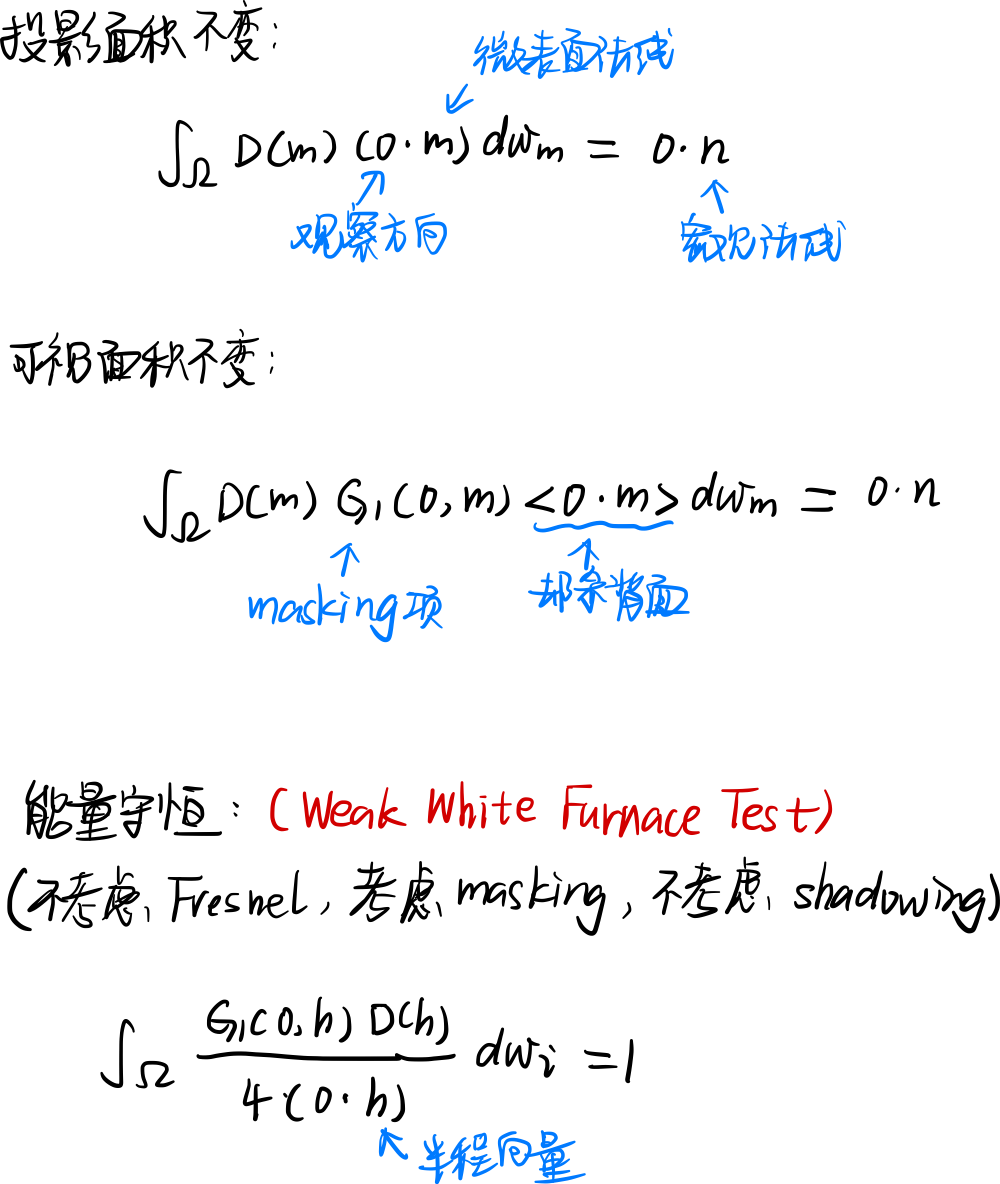 投影面积不变:
微表面法线
∫Ω D(m) (o·m) dωm = o·n
观察方向
宏观法线
可视面积不变:
∫Ω D(m) G1(o,m) <o·m> dωm = o·n
masking项
却除背面
能量守恒: (Weak White Furnace Test)
(不考虑 Fresnel, 考虑 masking, 不考虑 shadowing)
∫Ω G1(o,h) D(h) / 4(o·h) dωi = 1
半程向量